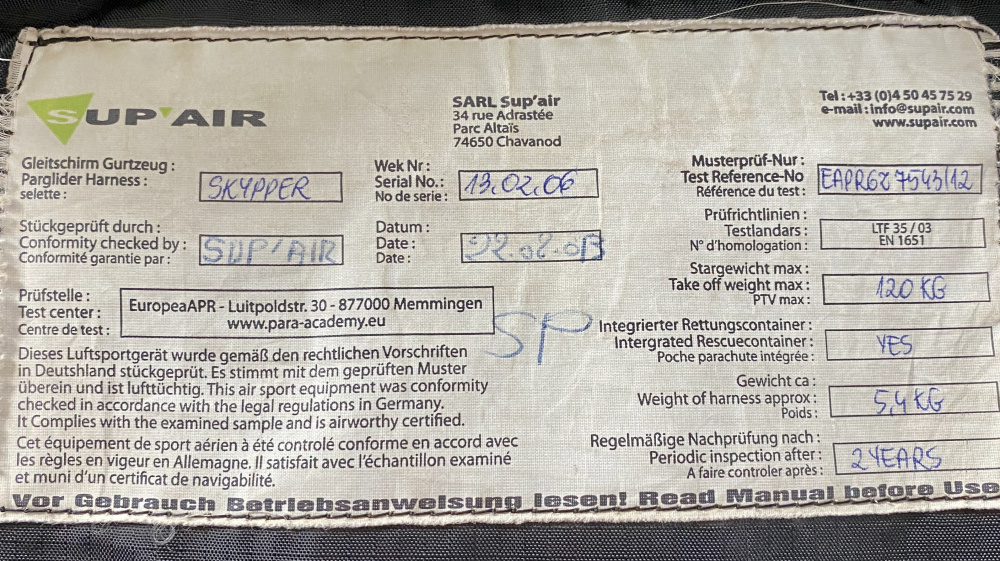 SUP'AIR
SARL Sup'air
34 rue Adrastée
Parc Altaïs
74650 Chavanod
Tel : +33 (0)4 50 45 75 29
e-mail : info@supair.com
www.supair.com
Gleitschirm Gurtzeug :
Parglider Harness :
selette :
SKYPPER
Wek Nr :
Serial No. :
No de serie :
13.02.06
Musterprüf-Nur :
Test Reference-No
Référence du test :
EAPR627543/12
Stückgeprüft durch :
Conformity checked by :
Conformité garantie par :
SUP'AIR
Datum :
Date :
Date :
Prüfrichtlinien :
Testlandars :
N° d'homologation :
LTF 35 / 03
EN 1651
Startgewicht max :
Take off weight max :
PTV max :
120 KG
Prüfstelle :
Test center :
Centre de test :
EuropeaAPR - Luitpoldstr. 30 - 877000 Memmingen
www.para-academy.eu
SP
Integrierter Rettungscontainer :
Intergrated Rescuecontainer :
Poche parachute intégrée :
YES
Dieses Luftsportgerät wurde gemäß den rechtlichen Vorschriften
in Deutshland stückgeprüt. Es stimmt mit dem geprüften Muster
überein und ist lufttüchtig. This air sport equipment was conformity
checked in accordance with the legal regulations in Germany.
It Complies with the examined sample and is airworthy certified.
Gewicht ca :
Weight of harness approx :
Poids :
5,4 KG
Cet équipement de sport aérien à été controlé conforme en accord avec
les règles en vigeur en Allemagne. Il satisfait avec l'échantillon examiné
et muni d'un certificat de navigabilité.
Regelmäßige Nachprüfung nach :
Periodic inspection after :
A faire controler après :
2 YEARS
Vor Gebrauch Betriebsanweisung lesen! Read Manual before Use